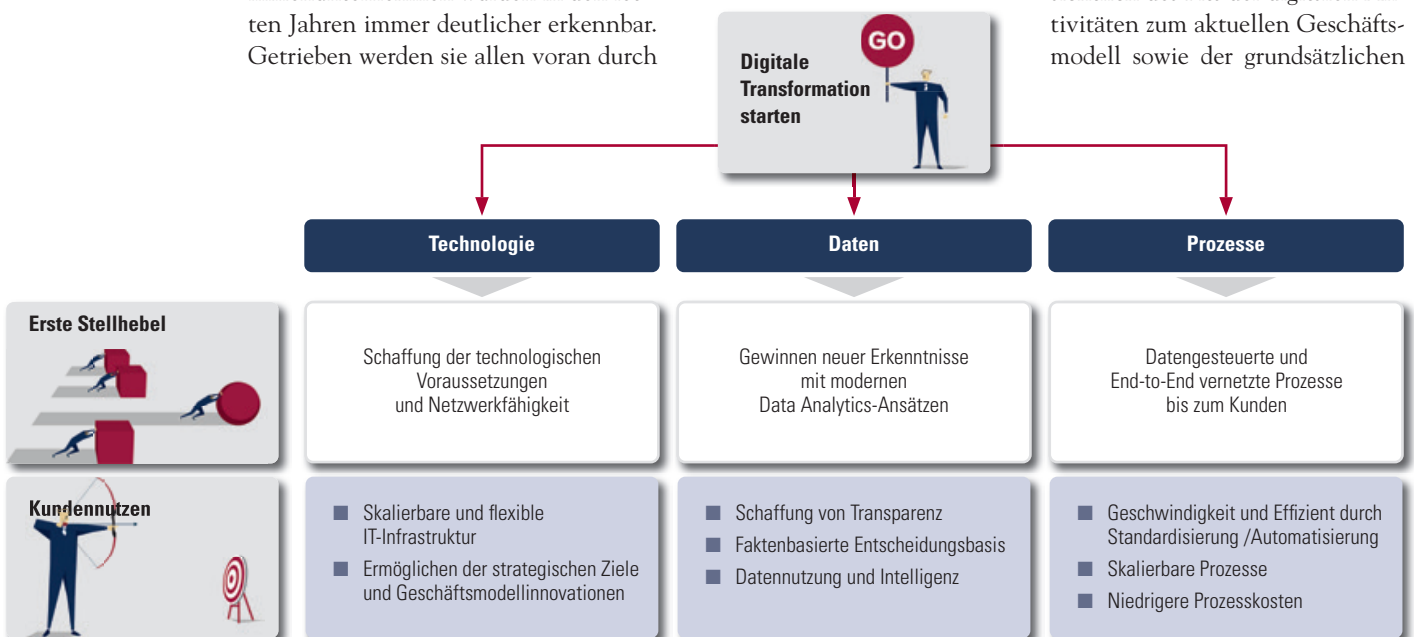 ten Jahren immer deutlicher erkennbar.
Getrieben werden sie allen voran durch
tivitäten zum aktuellen Geschäfts-
modell sowie der grundsätzlichen
GO
Digitale
Transformation
starten
Technologie
Daten
Prozesse
Erste Stellhebel
Schaffung der technologischen
Voraussetzungen
und Netzwerkfähigkeit
Gewinnen neuer Erkenntnisse
mit modernen
Data Analytics-Ansätzen
Datengesteuerte und
End-to-End vernetzte Prozesse
bis zum Kunden
Kundennutzen
■ Skalierbare und flexible
IT-Infrastruktur
■ Ermöglichen der strategischen Ziele
und Geschäftsmodellinnovationen
■ Schaffung von Transparenz
■ Faktenbasierte Entscheidungsbasis
■ Datennutzung und Intelligenz
■ Geschwindigkeit und Effizient durch
Standardisierung /Automatisierung
■ Skalierbare Prozesse
■ Niedrigere Prozesskosten